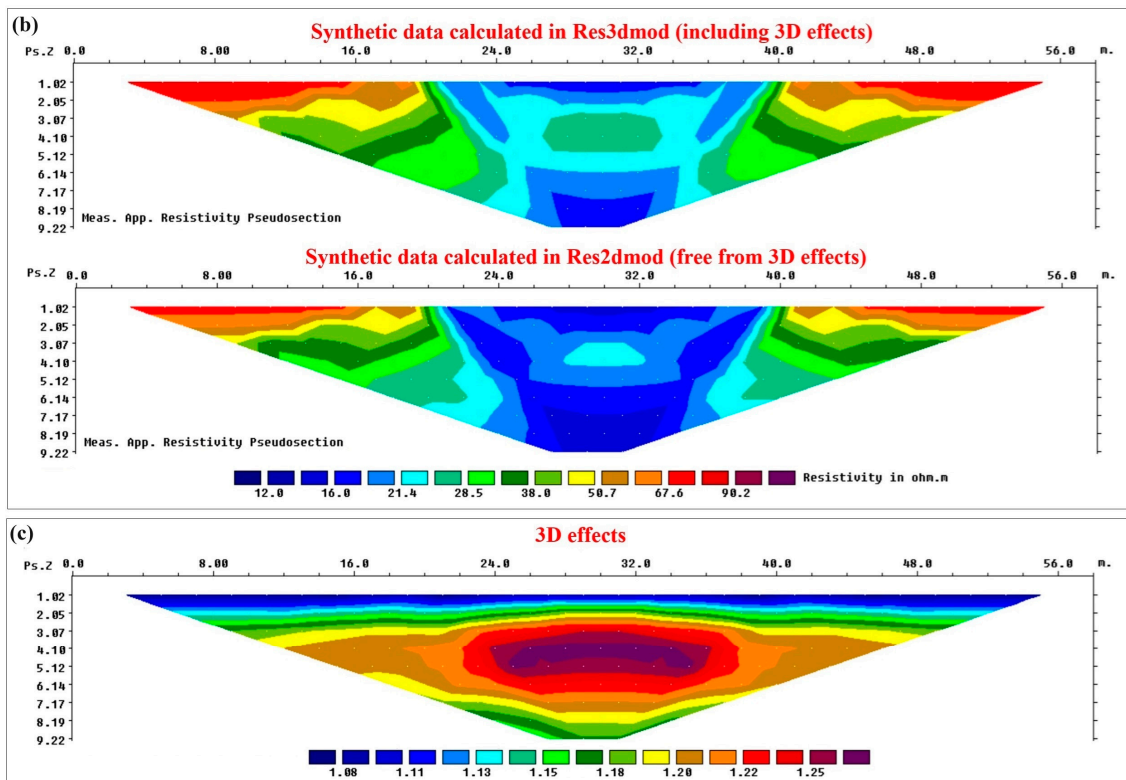 (b)
Synthetic data calculated in Res3dmod (including 3D effects)
Ps.Z 0.0 8.00 16.0 24.0 32.0 40.0 48.0 56.0 m.
1.02
2.05
3.07
4.10
5.12
6.14
7.17
8.19
9.22
Meas. App. Resistivity Pseudosection
Synthetic data calculated in Res2dmod (free from 3D effects)
Ps.Z 0.0 8.00 16.0 24.0 32.0 40.0 48.0 56.0 m.
1.02
2.05
3.07
4.10
5.12
6.14
7.17
8.19
9.22
Meas. App. Resistivity Pseudosection
Resistivity in ohm.m
12.0 16.0 21.4 28.5 38.0 50.7 67.6 90.2
(c)
3D effects
Ps.Z 0.0 8.00 16.0 24.0 32.0 40.0 48.0 56.0 m.
1.02
2.05
3.07
4.10
5.12
6.14
7.17
8.19
9.22
1.08 1.11 1.13 1.15 1.18 1.20 1.22 1.25